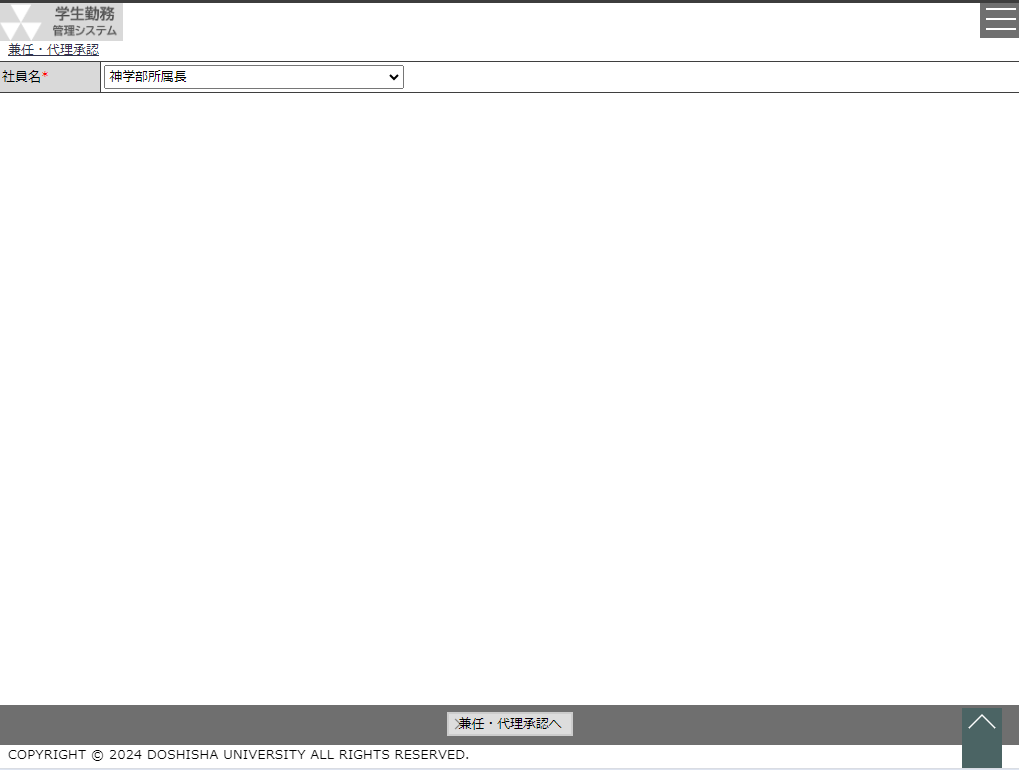 学生勤務
管理システム
兼任・代理承認
社員名*
神学部所属長
兼任・代理承認へ
COPYRIGHT © 2024 DOSHISHA UNIVERSITY ALL RIGHTS RESERVED.